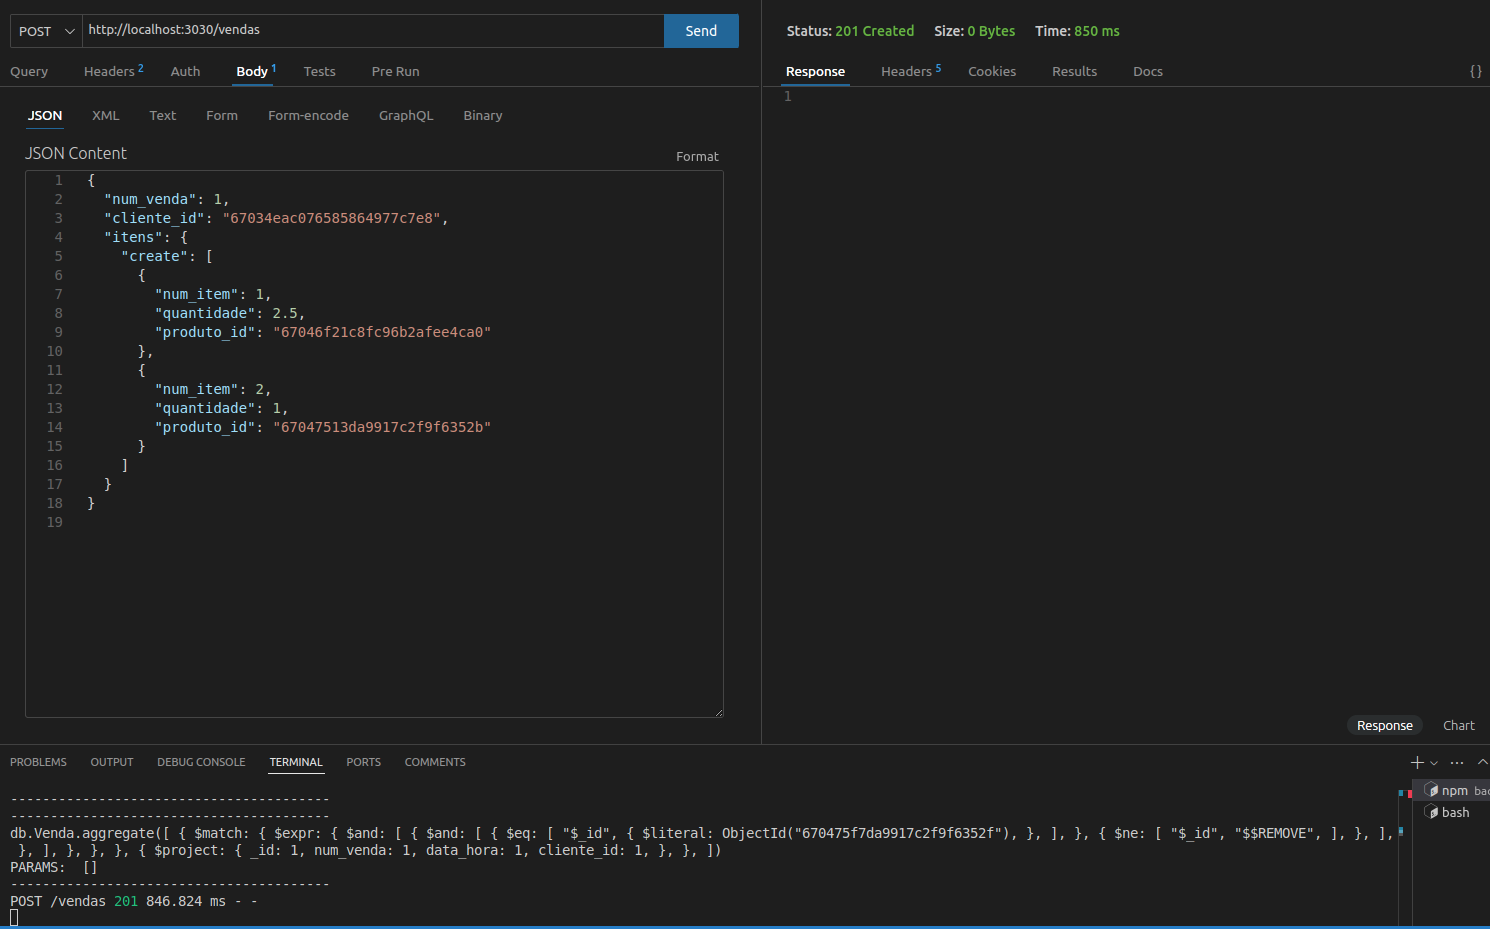 POST http://localhost:3030/vendas Send
Query Headers 2 Auth Body 1 Tests Pre Run
JSON XML Text Form Form-encode GraphQL Binary
JSON Content Format
1 {
2 "num_venda": 1,
3 "cliente_id": "67034eac076585864977c7e8",
4 "itens": {
5 "create": [
6 {
7 "num_item": 1,
8 "quantidade": 2.5,
9 "produto_id": "67046f21c8fc96b2afee4ca0"
10 },
11 {
12 "num_item": 2,
13 "quantidade": 1,
14 "produto_id": "67047513da9917c2f9f6352b"
15 }
16 ]
17 }
18 }
19
Status: 201 Created Size: 0 Bytes Time: 850 ms
Response Headers 5 Cookies Results Docs {}
1
Response Chart
PROBLEMS OUTPUT DEBUG CONSOLE TERMINAL PORTS COMMENTS
----------------------------------------
----------------------------------------
db.Venda.aggregate([ { $match: { $expr: { $and: [ { $and: [ { $eq: [ "$_id", { $literal: ObjectId("670475f7da9917c2f9f6352f"), }, ], }, { $ne: [ "$_id", "$$REMOVE", ], }, ],
}, ], }, }, }, { $project: { _id: 1, num_venda: 1, data_hora: 1, cliente_id: 1, }, }, ])
PARAMS: []
----------------------------------------
POST /vendas 201 846.824 ms - -
npm bac
bash